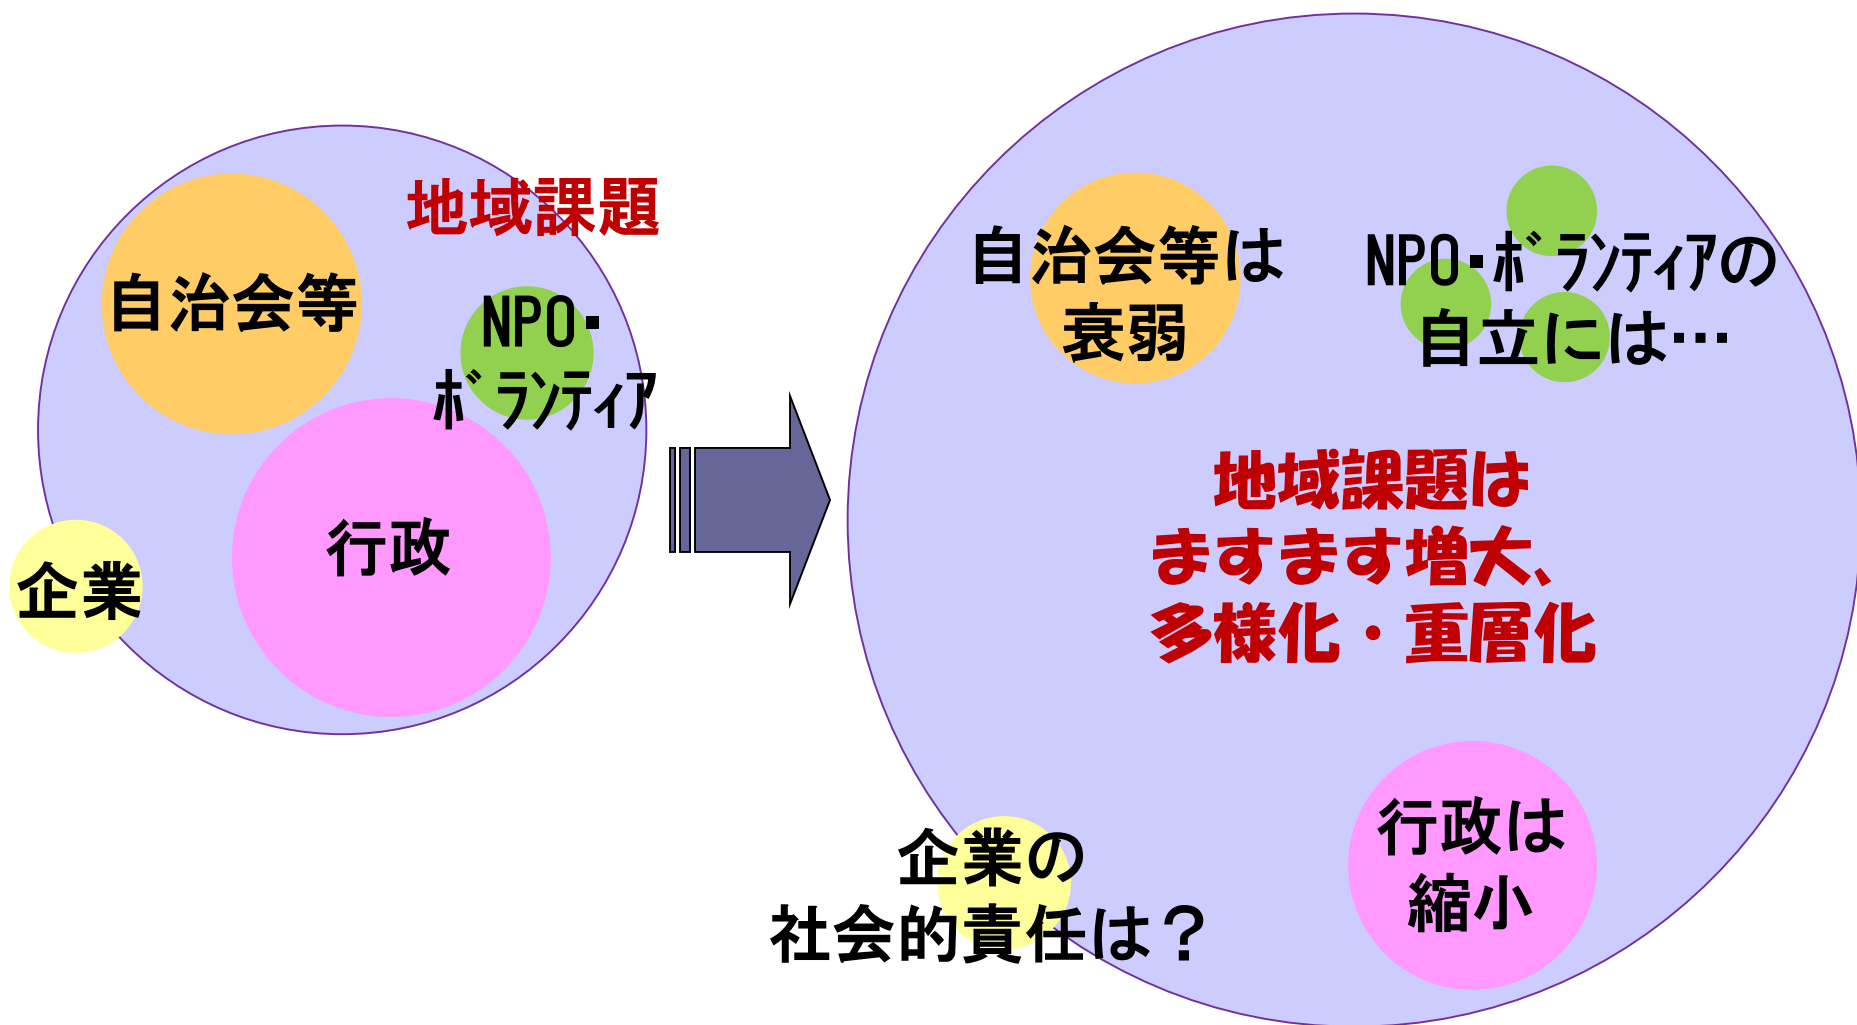 地域課題
自治会等
NPO・
ﾎﾞﾗﾝﾃｨｱ
行政
企業
自治会等は
衰弱
NPO・ﾎﾞﾗﾝﾃｨｱの
自立には…
地域課題は
ますます増大、
多様化・重層化
行政は
縮小
企業の
社会的責任は？